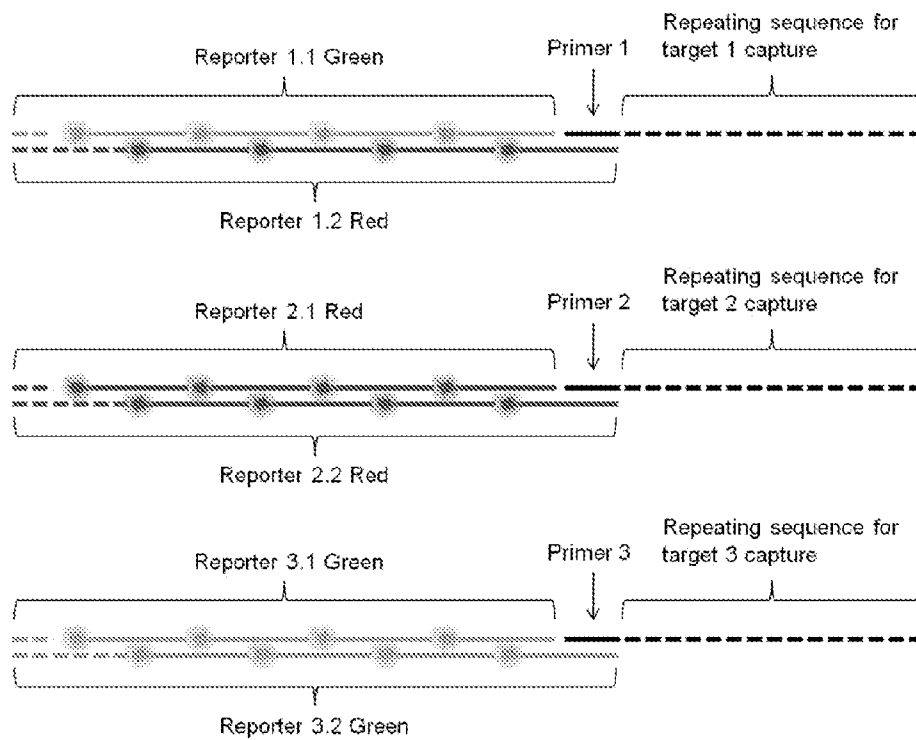 Repeating sequence for
target 1 capture
Primer 1
Reporter 1.1 Green
Reporter 1.2 Red
Repeating sequence for
target 2 capture
Primer 2
Reporter 2.1 Red
Reporter 2.2 Red
Repeating sequence for
target 3 capture
Primer 3
Reporter 3.1 Green
Reporter 3.2 Green